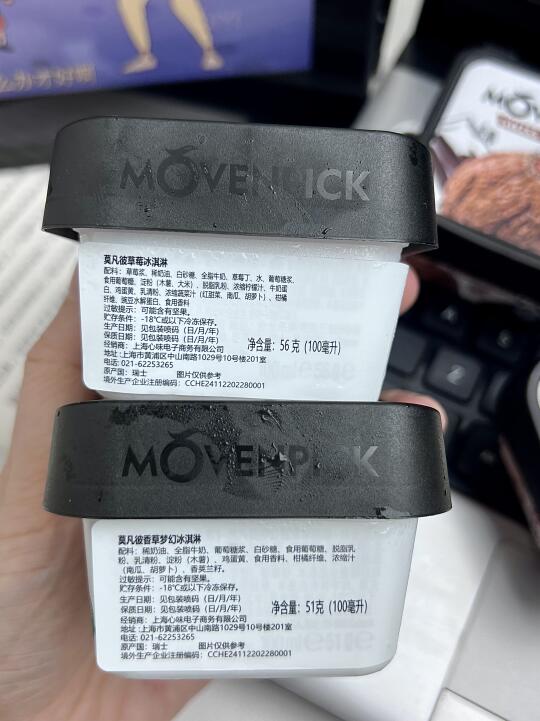 么办才好呢
MÖVENPICK
莫凡彼草莓冰淇淋
配料：草莓浆、稀奶油、白砂糖、全脂牛奶、草莓丁、水、葡萄糖浆、
食用葡萄糖、淀粉（木薯、大米）、脱脂乳粉、浓缩柠檬汁、牛奶蛋
白、鸡蛋黄、乳清粉、浓缩蔬菜汁（红甜菜、南瓜、胡萝卜）、柑橘
纤维、豌豆水解蛋白、食用香料
过敏提示：可能含有坚果。
贮存条件：-18℃或以下冷冻保存。
生产日期：见包装喷码（日/月/年）
保质日期：见包装喷码（日/月/年）
净含量：56 克（100毫升）
经销商：上海心味电子商务有限公司
地址:上海市黄浦区中山南路1029号10号楼201室
电话: 021-62253265
原产国：瑞士 图片仅供参考
境外生产企业注册编码：CCHE24112202280001
MÖVENPICK
莫凡彼香草梦幻冰淇淋
配料：稀奶油、全脂牛奶、葡萄糖浆、白砂糖、食用葡萄糖、脱脂乳
粉、乳清粉、淀粉（木薯）、鸡蛋黄、食用香料、柑橘纤维、浓缩汁
（南瓜、胡萝卜）、香荚兰籽。
过敏提示：可能含有坚果。
贮存条件：-18℃或以下冷冻保存。
生产日期：见包装喷码（日/月/年）
保质日期：见包装喷码（日/月/年）
净含量：51克（100毫升）
经销商：上海心味电子商务有限公司
地址:上海市黄浦区中山南路1029号10号楼201室
电话: 021-62253265
原产国：瑞士 图片仅供参考
境外生产企业注册编码：CCHE24112202280001